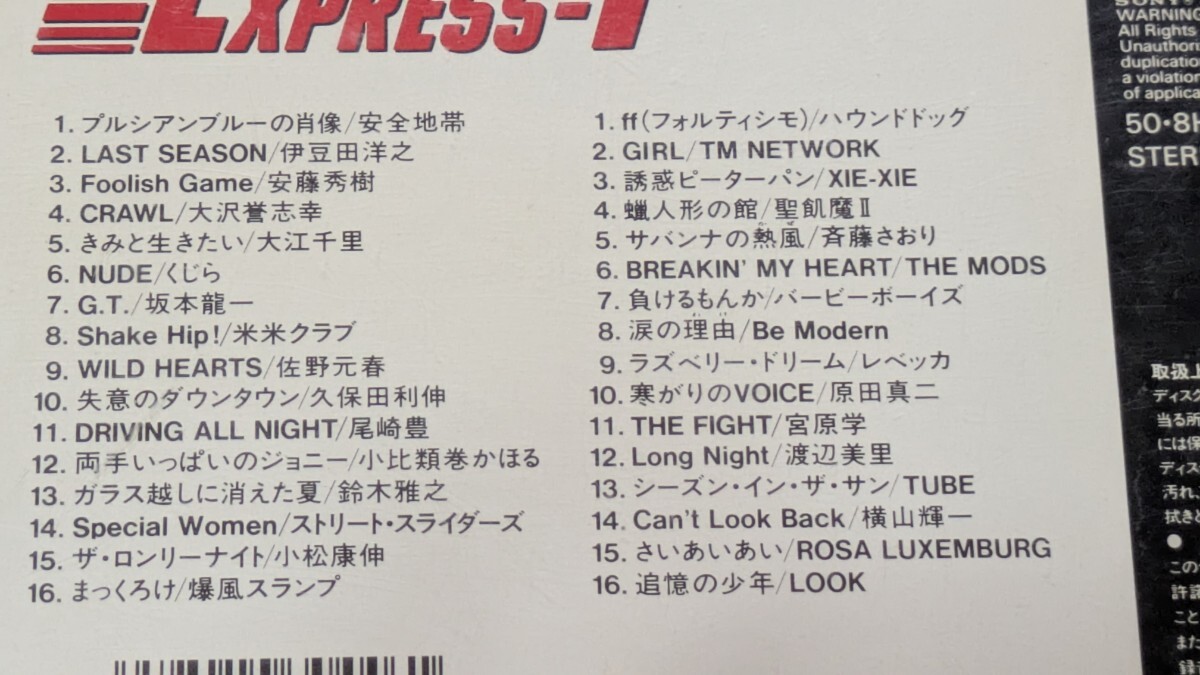 EXPRESS-1
1. プルシアンブルーの肖像/安全地帯
2. LAST SEASON/伊豆田洋之
3. Foolish Game/安藤秀樹
4. CRAWL/大沢誉志幸
5. きみと生きたい/大江千里
6. NUDE/くじら
7. G.T./坂本龍一
8. Shake Hip!/米米クラブ
9. WILD HEARTS/佐野元春
10. 失意のダウンタウン/久保田利伸
11. DRIVING ALL NIGHT/尾崎豊
12. 両手いっぱいのジョニー/小比類巻かほる
13. ガラス越しに消えた夏/鈴木雅之
14. Special Women/ストリート・スライダーズ
15. ザ・ロンリーナイト/小松康伸
16. まっくろけ/爆風スランプ
1. ff(フォルティシモ)/ハウンドドッグ
2. GIRL/TM NETWORK
3. 誘惑ピーターパン/XIE-XIE
4. 蠟人形の館/聖飢魔Ⅱ
5. サバンナの熱風/斉藤さおり
6. BREAKIN' MY HEART/THE MODS
7. 負けるもんか/バービーボーイズ
8. 涙の理由/Be Modern
9. ラズベリー・ドリーム/レベッカ
10. 寒がりのVOICE/原田真二
11. THE FIGHT/宮原学
12. Long Night/渡辺美里
13. シーズン・イン・ザ・サン/TUBE
14. Can't Look Back/横山輝一
15. さいあいあい/ROSA LUXEMBURG
16. 追憶の少年/LOOK
WARNING
All Rights
Unauthor
duplicatio
a violation
of applica
50・8H
STER
取扱上
ディスク
当る所
には伯
ディス
汚れ
拭き
●
この
許諾
こと
また
録音